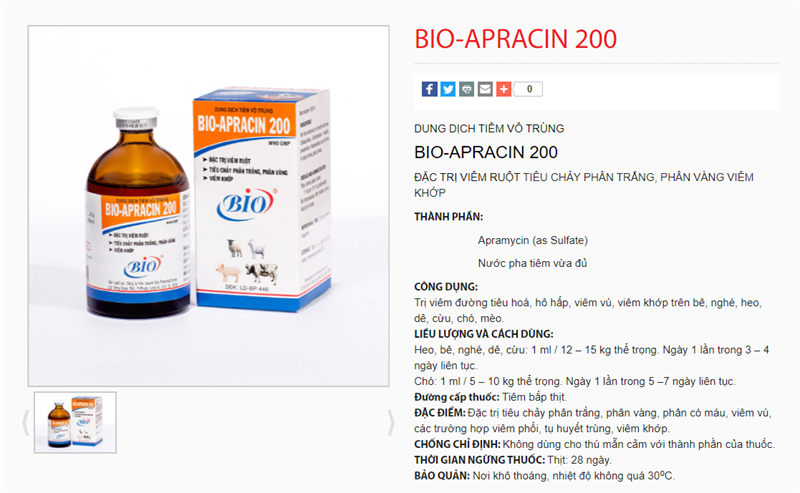 BIO-APRACIN 200
0
DUNG DỊCH TIÊM VÔ TRÙNG
BIO-APRACIN 200
ĐẶC TRỊ VIÊM RUỘT TIÊU CHẢY PHÂN TRẮNG, PHÂN VÀNG VIÊM
KHỚP
THÀNH PHẦN:
Apramycin (as Sulfate)
Nước pha tiêm vừa đủ
CÔNG DỤNG:
Trị viêm đường tiêu hoá, hô hấp, viêm vú, viêm khớp trên bê, nghé, heo,
dê, cừu, chó, mèo.
LIỀU LƯỢNG VÀ CÁCH DÙNG:
Heo, bê, nghé, dê, cừu: 1 ml / 12 – 15 kg thể trọng. Ngày 1 lần trong 3 – 4
ngày liên tục.
Chó: 1 ml / 5 – 10 kg thể trọng. Ngày 1 lần trong 5 –7 ngày liên tục.
Đường cấp thuốc: Tiêm bắp thịt.
ĐẶC ĐIỂM: Đặc trị tiêu chảy phân trắng, phân vàng, phân có máu, viêm vú,
các trường hợp viêm phổi, tụ huyết trùng, viêm khớp.
CHỐNG CHỈ ĐỊNH: Không dùng cho thú mẫn cảm với thành phần của thuốc.
THỜI GIAN NGỪNG THUỐC: Thịt: 28 ngày.
BẢO QUẢN: Nơi khô thoáng, nhiệt độ không quá 30ºC.
DUNG DỊCH TIÊM VÔ TRÙNG
BIO-APRACIN 200
WHO GMP
ĐẶC TRỊ VIÊM RUỘT
TIÊU CHẢY PHÂN TRẮNG, PHÂN VÀNG
VIÊM KHỚP
BIO
SĐK: LD-BP-446
DUNG DỊCH TIÊM VÔ TRÙNG
BIO-APRACIN 200
ĐẶC TRỊ VIÊM RUỘT
TIÊU CHẢY PHÂN TRẮNG, PHÂN VÀNG
VIÊM KHỚP
BIO